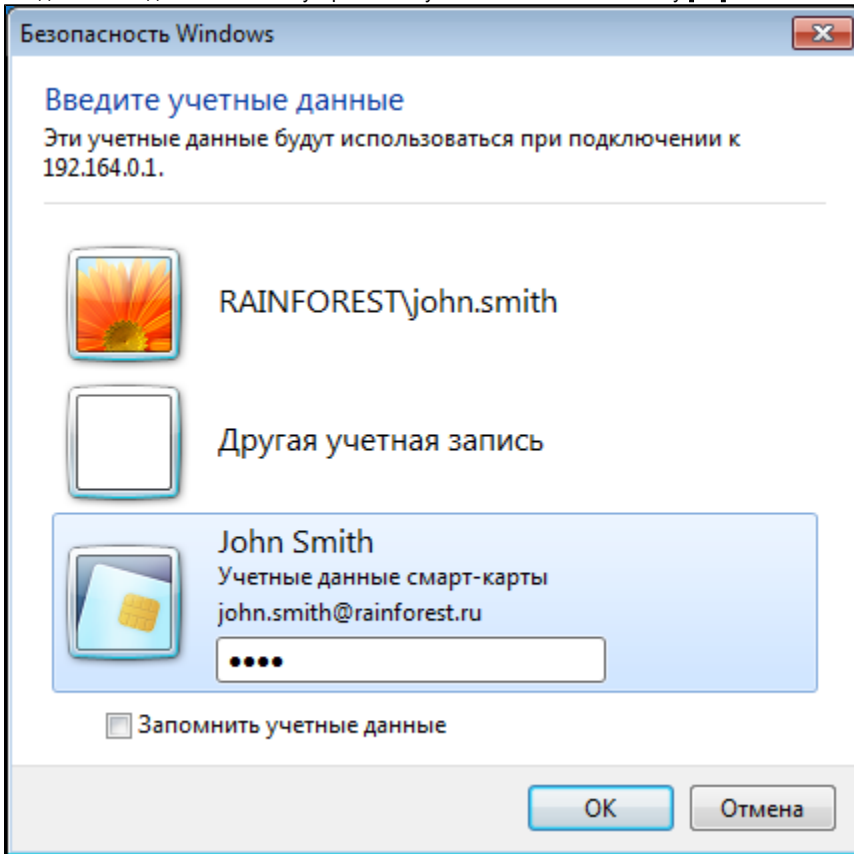 Безопасность Windows
Введите учетные данные
Эти учетные данные будут использоваться при подключении к
192.164.0.1.
RAINFOREST\john.smith
Другая учетная запись
John Smith
Учетные данные смарт-карты
john.smith@rainforest.ru
••••
Запомнить учетные данные
ОК
Отмена